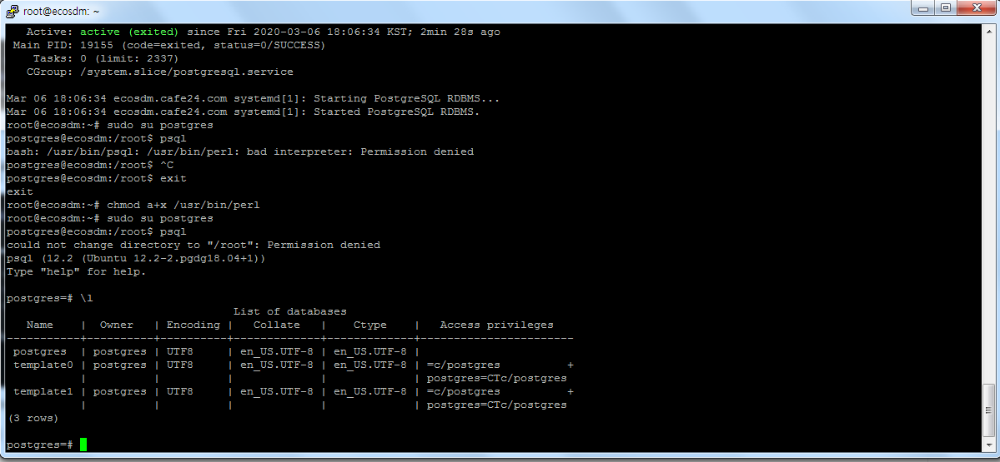 root@ecosdm: ~
   Active: active (exited) since Fri 2020-03-06 18:06:34 KST; 2min 28s ago
 Main PID: 19155 (code=exited, status=0/SUCCESS)
    Tasks: 0 (limit: 2337)
   CGroup: /system.slice/postgresql.service

Mar 06 18:06:34 ecosdm.cafe24.com systemd[1]: Starting PostgreSQL RDBMS...
Mar 06 18:06:34 ecosdm.cafe24.com systemd[1]: Started PostgreSQL RDBMS.
root@ecosdm:~# sudo su postgres
postgres@ecosdm:/root$ psql
bash: /usr/bin/psql: /usr/bin/perl: bad interpreter: Permission denied
postgres@ecosdm:/root$ ^C
postgres@ecosdm:/root$ exit
exit
root@ecosdm:~# chmod a+x /usr/bin/perl
root@ecosdm:~# sudo su postgres
postgres@ecosdm:/root$ psql
could not change directory to "/root": Permission denied
psql (12.2 (Ubuntu 12.2-2.pgdg18.04+1))
Type "help" for help.

postgres=# \l
                                  List of databases
   Name    |  Owner   | Encoding |   Collate   |    Ctype    |   Access privileges
-----------+----------+----------+-------------+-------------+-----------------------
 postgres  | postgres | UTF8     | en_US.UTF-8 | en_US.UTF-8 |
 template0 | postgres | UTF8     | en_US.UTF-8 | en_US.UTF-8 | =c/postgres          +
           |          |          |             |             | postgres=CTc/postgres
 template1 | postgres | UTF8     | en_US.UTF-8 | en_US.UTF-8 | =c/postgres          +
           |          |          |             |             | postgres=CTc/postgres
(3 rows)

postgres=#